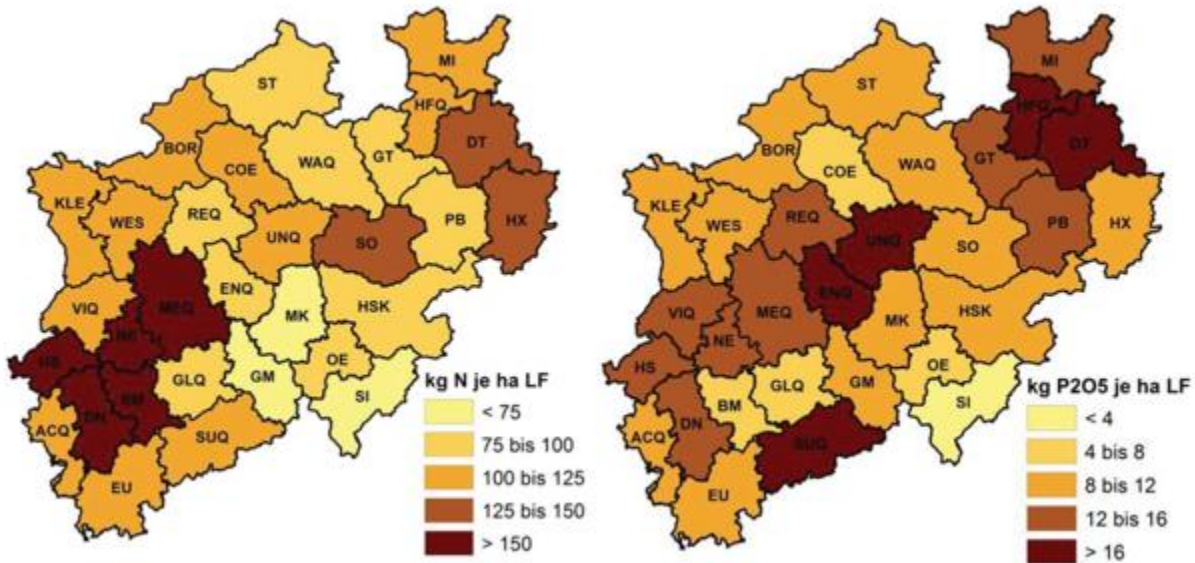 MI
ST
HFQ
DT
BOR
COE
WAQ
GT
KLE
WES
REQ
PB
HX
UNQ
SO
VIQ
MEQ
ENQ
MK
HSK
NE
HS
OE
GLQ
GM
SI
BM
DN
ACQ
SUQ
EU
kg N je ha LF
< 75
75 bis 100
100 bis 125
125 bis 150
> 150
MI
ST
HFQ
DT
BOR
COE
WAQ
GT
KLE
WES
REQ
PB
HX
UNQ
SO
VIQ
MEQ
ENQ
MK
HSK
NE
HS
OE
GLQ
GM
SI
BM
DN
ACQ
SUQ
EU
kg P2O5 je ha LF
< 4
4 bis 8
8 bis 12
12 bis 16
> 16